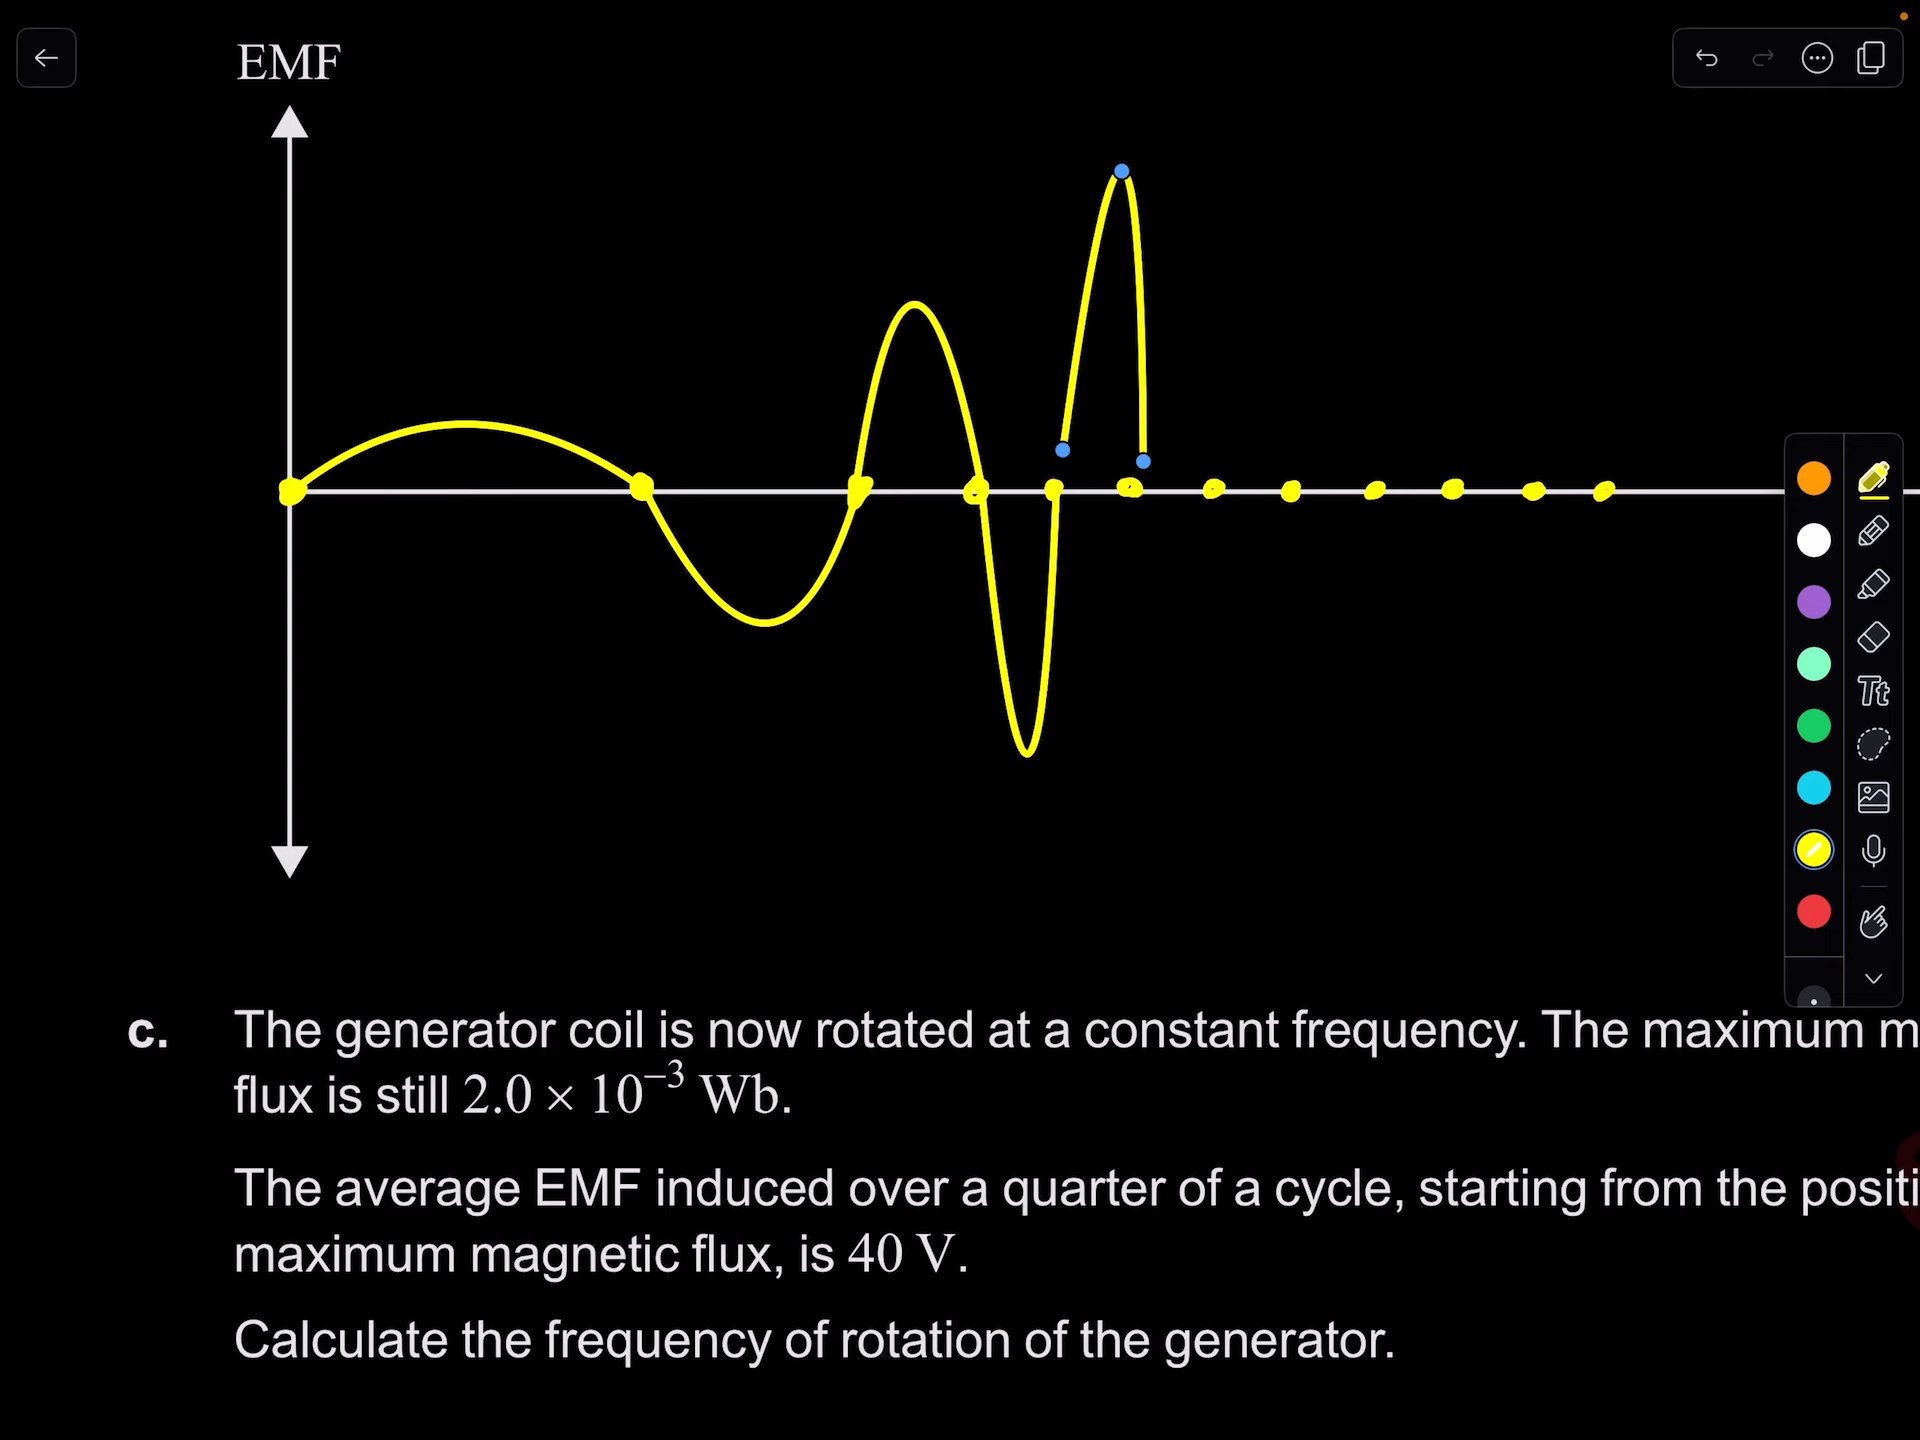 EMF
c. The generator coil is now rotated at a constant frequency. The maximum m
flux is still 2.0 × 10⁻³ Wb.
The average EMF induced over a quarter of a cycle, starting from the positi
maximum magnetic flux, is 40 V.
Calculate the frequency of rotation of the generator.
Tt